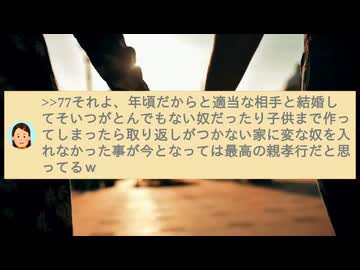 >>77それよ、年頃だからと適当な相手と結婚し
てそいつがとんでもない奴だったり子供まで作っ
てしまったら取り返しがつかない家に変な奴を入
れなかった事が今となっては最高の親孝行だと思
ってるｗ